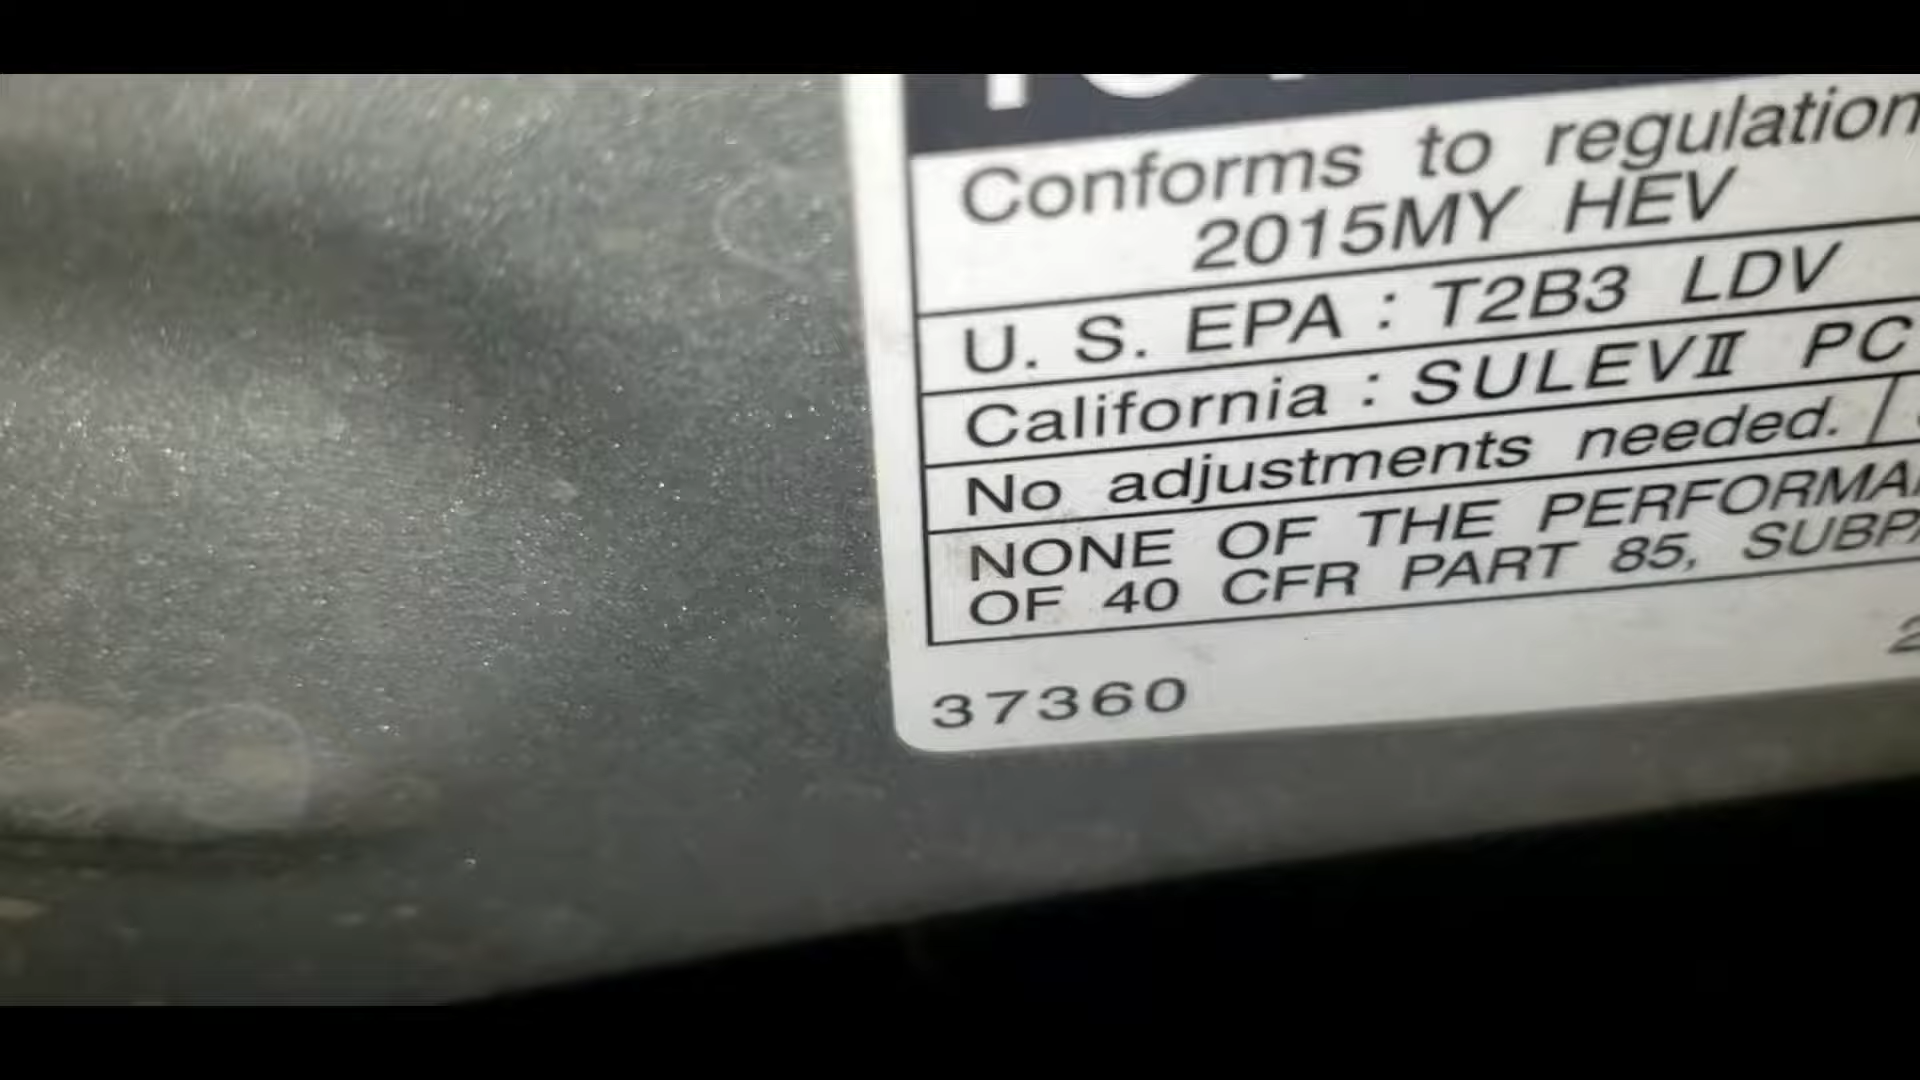 Conforms to regulation
2015MY HEV
U. S. EPA : T2B3 LDV
California : SULEVⅡ PC
No adjustments needed.
NONE OF THE
OF 40 CFR PART 85,
37360